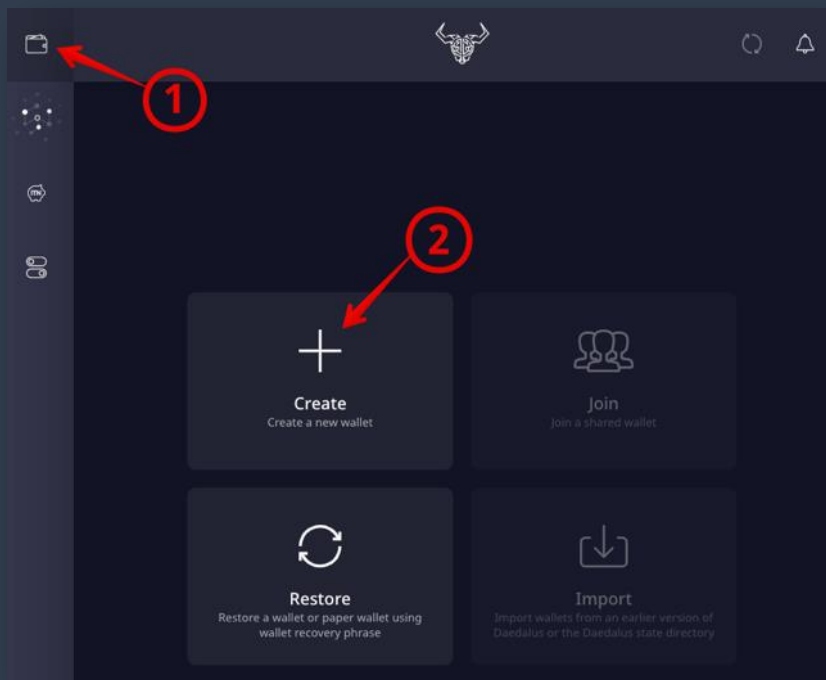 1
ITN
2
Create
Create a new wallet
Join
Join a shared wallet
Restore
Restore a wallet or paper wallet using
wallet recovery phrase
Import
Import wallets from an earlier version of
Daedalus or the Daedalus state directory